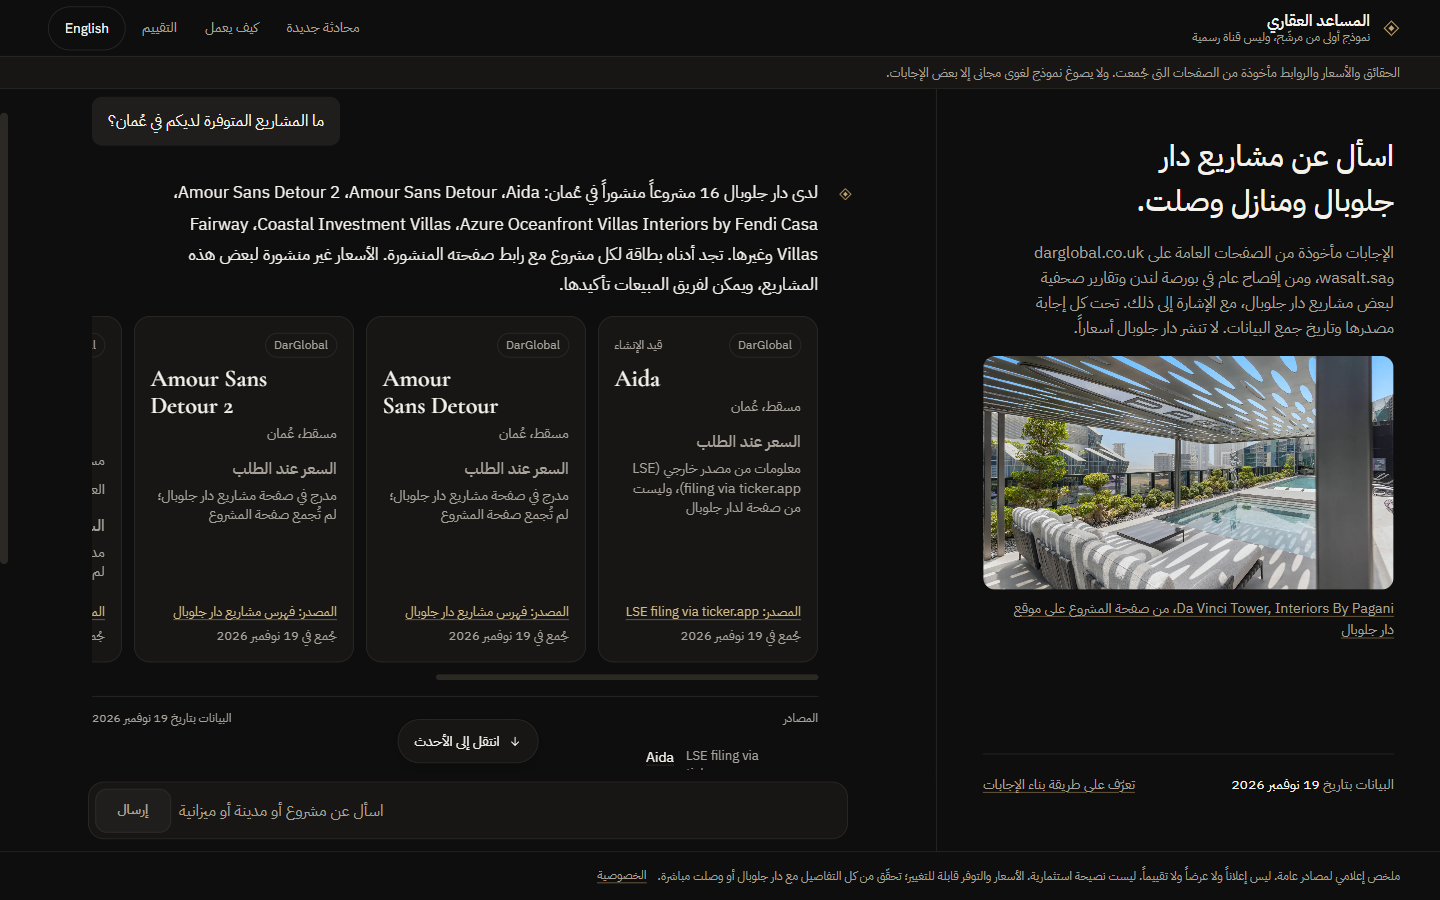 المساعد العقاري
نموذج أولي من مرشّح، وليس قناة رسمية
محادثة جديدة
كيف يعمل
التقييم
English
الحقائق والأسعار والروابط مأخوذة من الصفحات التي جُمعت. ولا يصوغ نموذج لغوي مجاني إلا بعض الإجابات.
اسأل عن مشاريع دار
جلوبال ومنازل وصلت.
الإجابات مأخوذة من الصفحات العامة على darglobal.co.uk
وwasalt.sa، ومن إفصاح عام في بورصة لندن وتقارير صحفية
لبعض مشاريع دار جلوبال، مع الإشارة إلى ذلك. تحت كل إجابة
مصدرها وتاريخ جمع البيانات. لا تنشر دار جلوبال أسعاراً.
Da Vinci Tower, Interiors By Pagani، من صفحة المشروع على موقع
دار جلوبال
البيانات بتاريخ 19 نوفمبر 2026
تعرّف على طريقة بناء الإجابات
ما المشاريع المتوفرة لديكم في عُمان؟
لدى دار جلوبال 16 مشروعاً منشوراً في عُمان: Aida، Amour Sans Detour، Amour Sans Detour 2،
Azure Oceanfront Villas Interiors by Fendi Casa، Coastal Investment Villas، Fairway
Villas وغيرها. تجد أدناه بطاقة لكل مشروع مع رابط صفحته المنشورة. الأسعار غير منشورة لبعض هذه
المشاريع، ويمكن لفريق المبيعات تأكيدها.
DarGlobal
قيد الإنشاء
Aida
مسقط، عُمان
السعر عند الطلب
معلومات من مصدر خارجي (LSE
filing via ticker.app)، وليست
من صفحة لدار جلوبال
المصدر: LSE filing via ticker.app
جُمع في 19 نوفمبر 2026
DarGlobal
Amour
Sans Detour
مسقط، عُمان
السعر عند الطلب
مدرج في صفحة مشاريع دار جلوبال؛
لم تُجمع صفحة المشروع
المصدر: فهرس مشاريع دار جلوبال
جُمع في 19 نوفمبر 2026
DarGlobal
Amour Sans
Detour 2
مسقط، عُمان
السعر عند الطلب
مدرج في صفحة مشاريع دار جلوبال؛
لم تُجمع صفحة المشروع
المصدر: فهرس مشاريع دار جلوبال
جُمع في 19 نوفمبر 2026
المصادر
البيانات بتاريخ 19 نوفمبر 2026
انتقل إلى الأحدث
LSE filing via
Aida
اسأل عن مشروع أو مدينة أو ميزانية
إرسال
ملخص إعلامي لمصادر عامة. ليس إعلاناً ولا عرضاً ولا تقييماً. ليست نصيحة استثمارية. الأسعار والتوفر قابلة للتغيير؛ تحقّق من كل التفاصيل مع دار جلوبال أو وصلت مباشرة.
الخصوصية